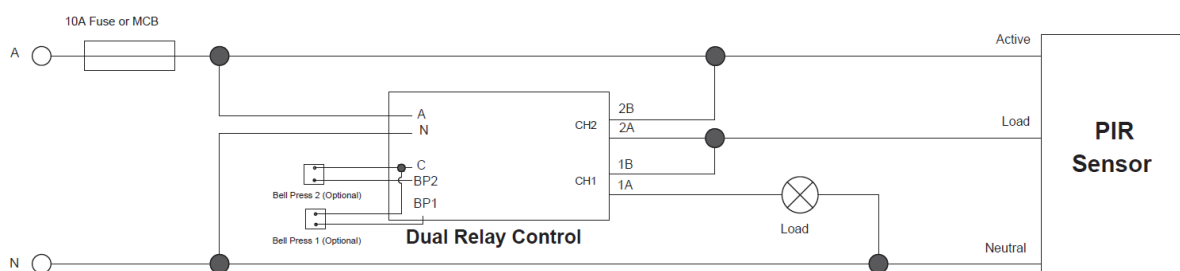 10A Fuse or MCB
A
Active
A
N
C
BP2
BP1
CH2
CH1
2B
2A
1B
1A
Load
PIR
Sensor
Bell Press 2 (Optional)
Bell Press 1 (Optional)
Dual Relay Control
Load
Neutral
N